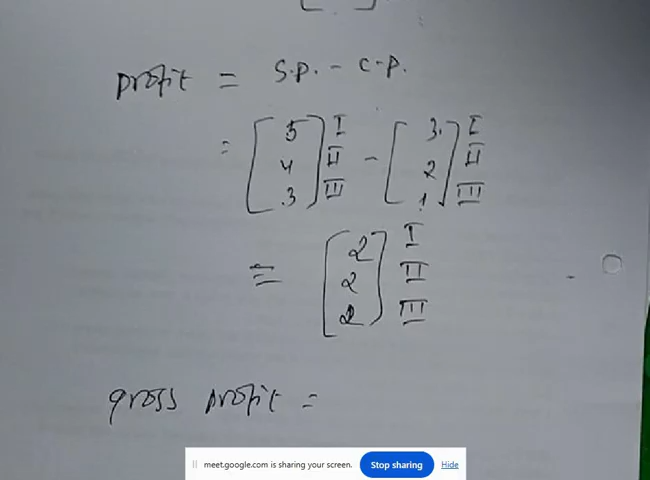 profit = S.P. - C.P.
= [5 4 3] I II III - [3 2 1] I II III
= [2 2 2] I II III
gross profit =
meet.google.com is sharing your screen. Stop sharing Hide